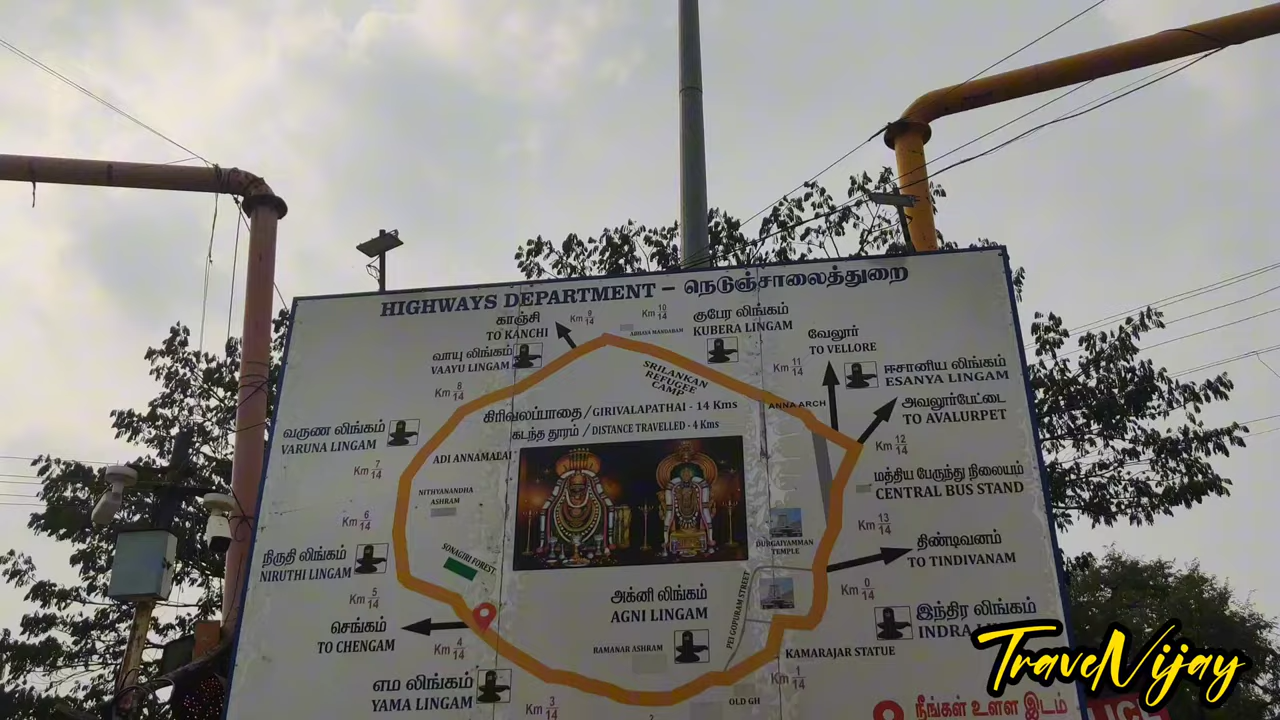 HIGHWAYS DEPARTMENT – நெடுஞ்சாலைத்துறை
காஞ்சி
TO KANCHI
Km 9/14
Km 10/14
ADHAYA MANDABAM
குபேர லிங்கம்
KUBERA LINGAM
வேலூர்
TO VELLORE
வாயு லிங்கம்
VAAYU LINGAM
Km 8/14
SRILANKAN
REFUGEE
CAMP
Km 11/14
ஈசானிய லிங்கம்
ESANYA LINGAM
கிரிவலப்பாதை/GIRIVALAPATHAI - 14 Kms
கடந்த தூரம் / DISTANCE TRAVELLED - 4 Kms
ANNA ARCH
அவலூர்பேட்டை
TO AVALURPET
வருண லிங்கம்
VARUNA LINGAM
Km 7/14
ADI ANNAMALAI
Km 12/14
மத்திய பேருந்து நிலையம்
CENTRAL BUS STAND
NITHYANANDHA
ASHRAM
Km 6/14
Km 13/14
DURGAIYAMMAN
TEMPLE
திண்டிவனம்
TO TINDIVANAM
நிருதி லிங்கம்
NIRUTHI LINGAM
SONAGIRI FOREST
Km 5/14
அக்னி லிங்கம்
AGNI LINGAM
PEI GOPURAM STREET
Km 0/14
இந்திர லிங்கம்
INDRA
செங்கம்
TO CHENGAM
Km 4/14
RAMANAR ASHRAM
KAMARAJAR STATUE
எம லிங்கம்
YAMA LINGAM
Km 3/14
2
OLD GH
Km 1/14
நீங்கள் உள்ள இடம்
TraveNVijay